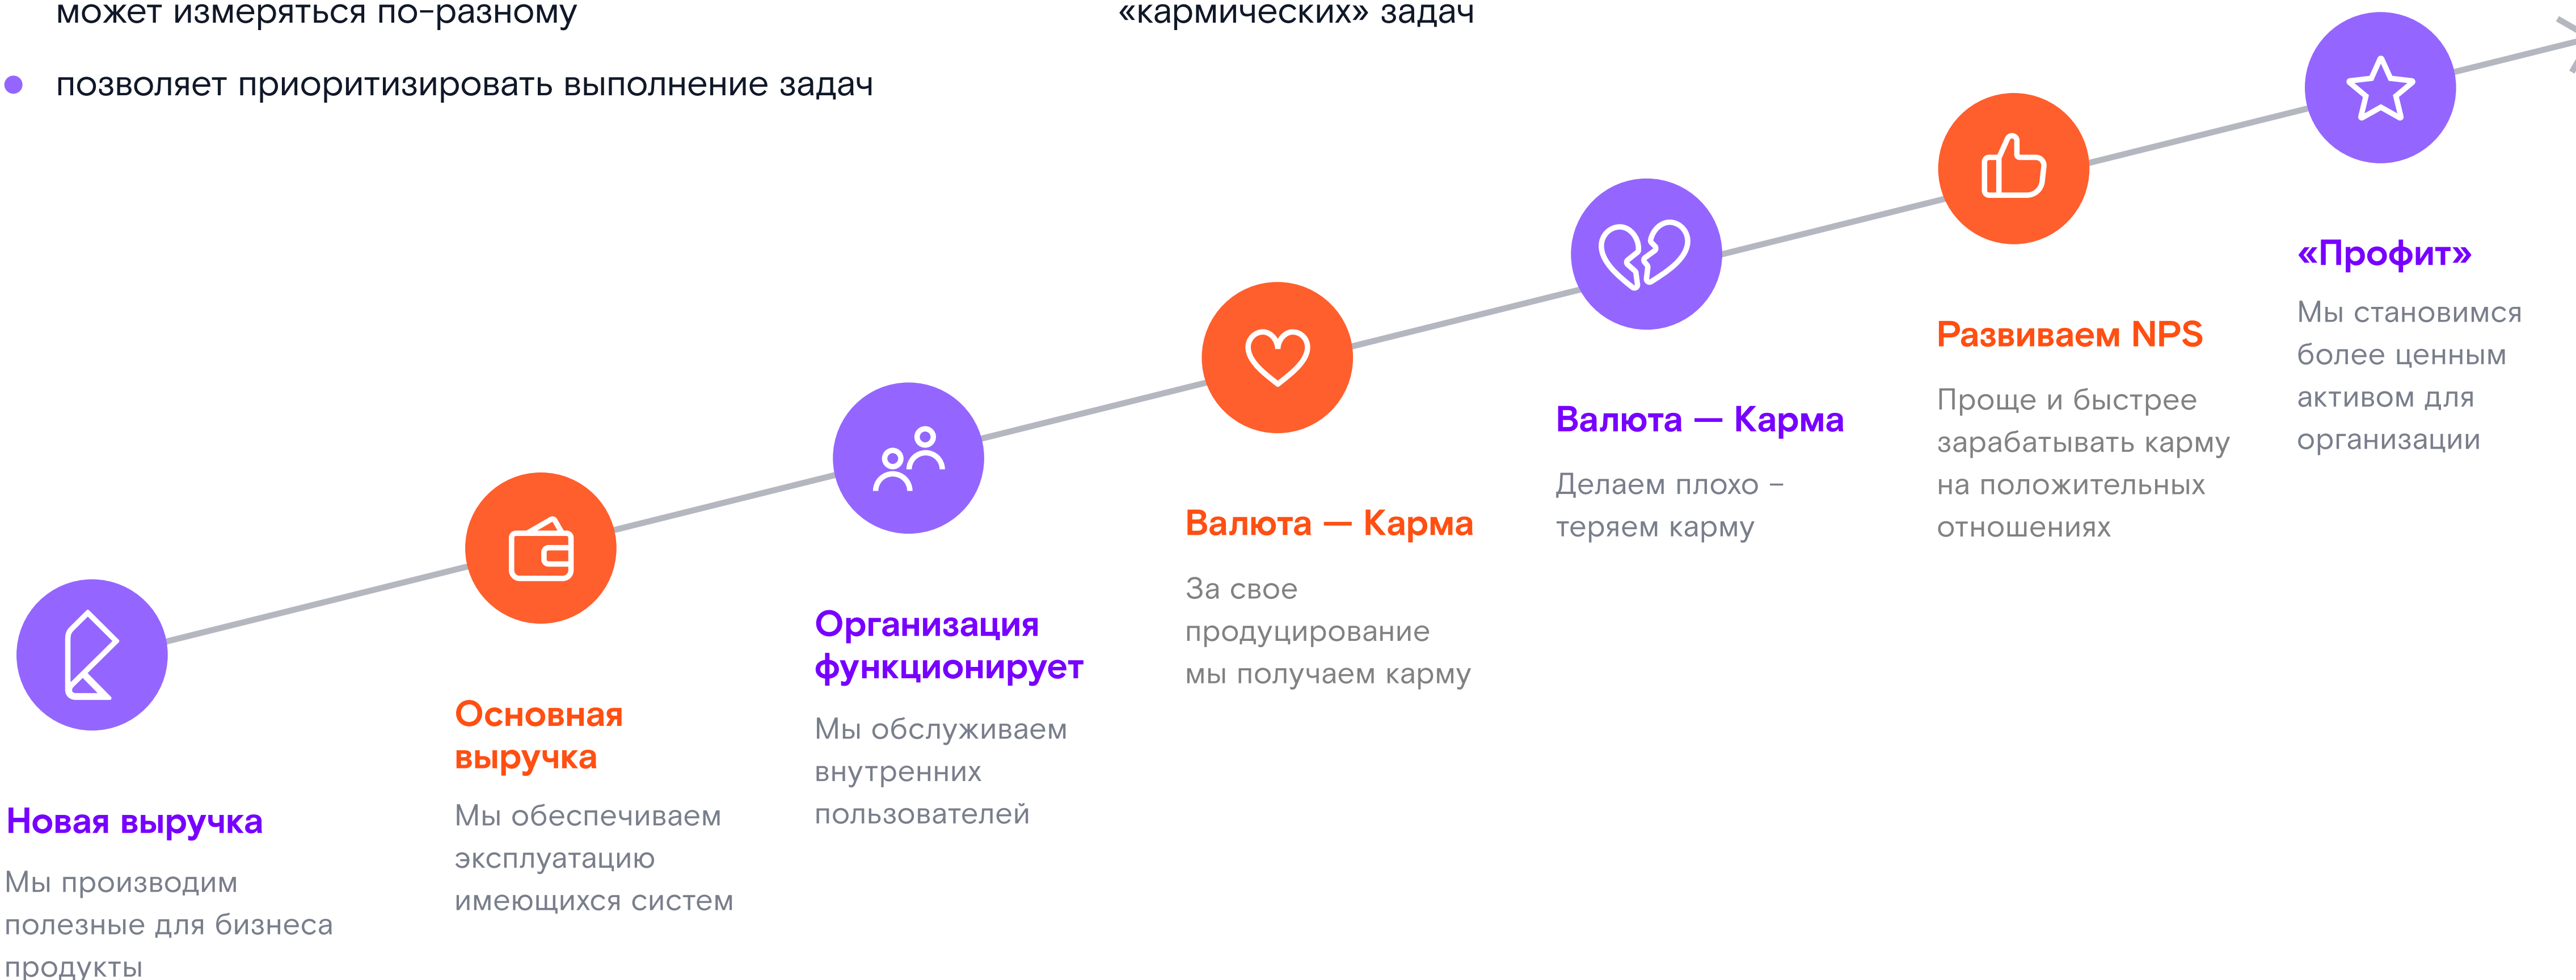 может измеряться по-разному
позволяет приоритизировать выполнение задач
«кармических» задач
Новая выручка
Мы производим
полезные для бизнеса
продукты
Основная
выручка
Мы обеспечиваем
эксплуатацию
имеющихся систем
Организация
функционирует
Мы обслуживаем
внутренних
пользователей
Валюта — Карма
За свое
продуцирование
мы получаем карму
Валюта — Карма
Делаем плохо –
теряем карму
Развиваем NPS
Проще и быстрее
зарабатывать карму
на положительных
отношениях
«Профит»
Мы становимся
более ценным
активом для
организации